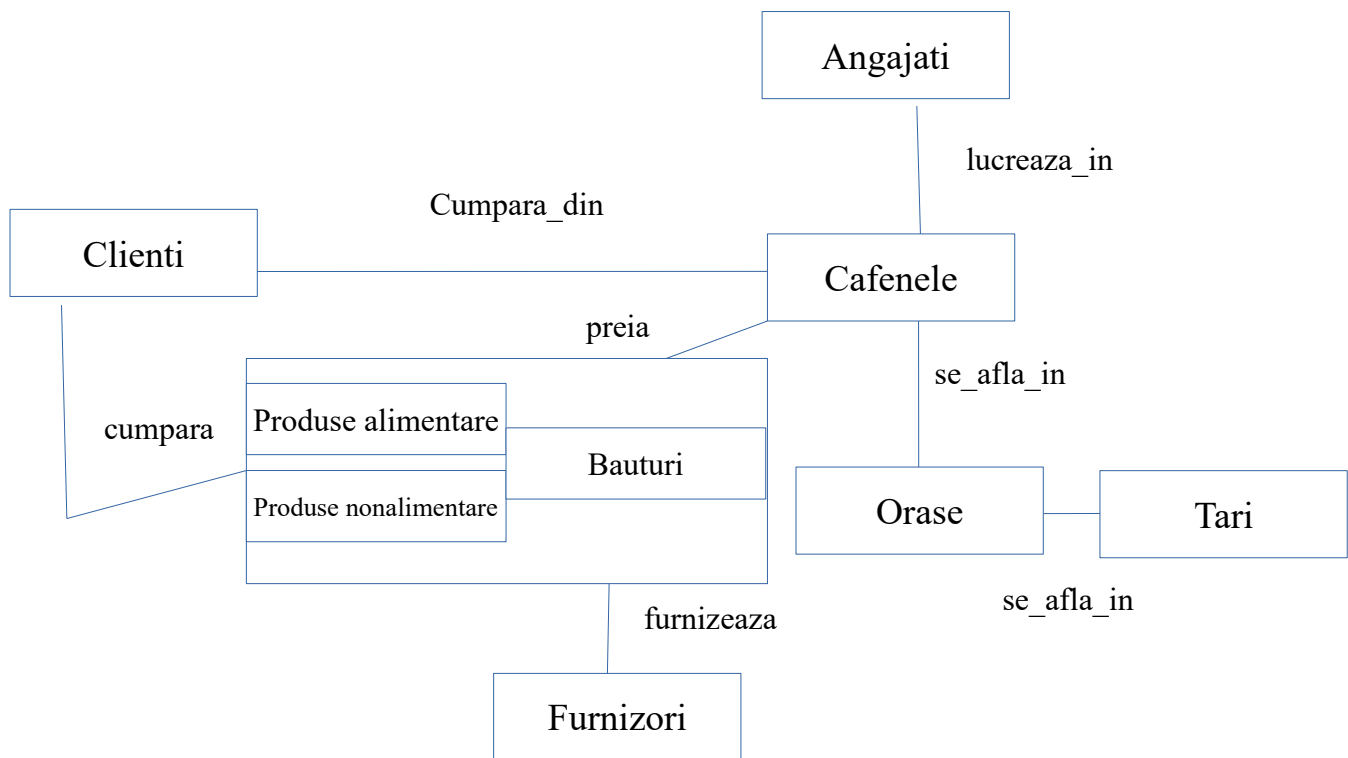 Angajati
lucreaza_in
Cumpara_din
Clienti
Cafenele
preia
se_afla_in
cumpara
Produse alimentare
Bauturi
Produse nonalimentare
Orase
Tari
se_afla_in
furnizeaza
Furnizori